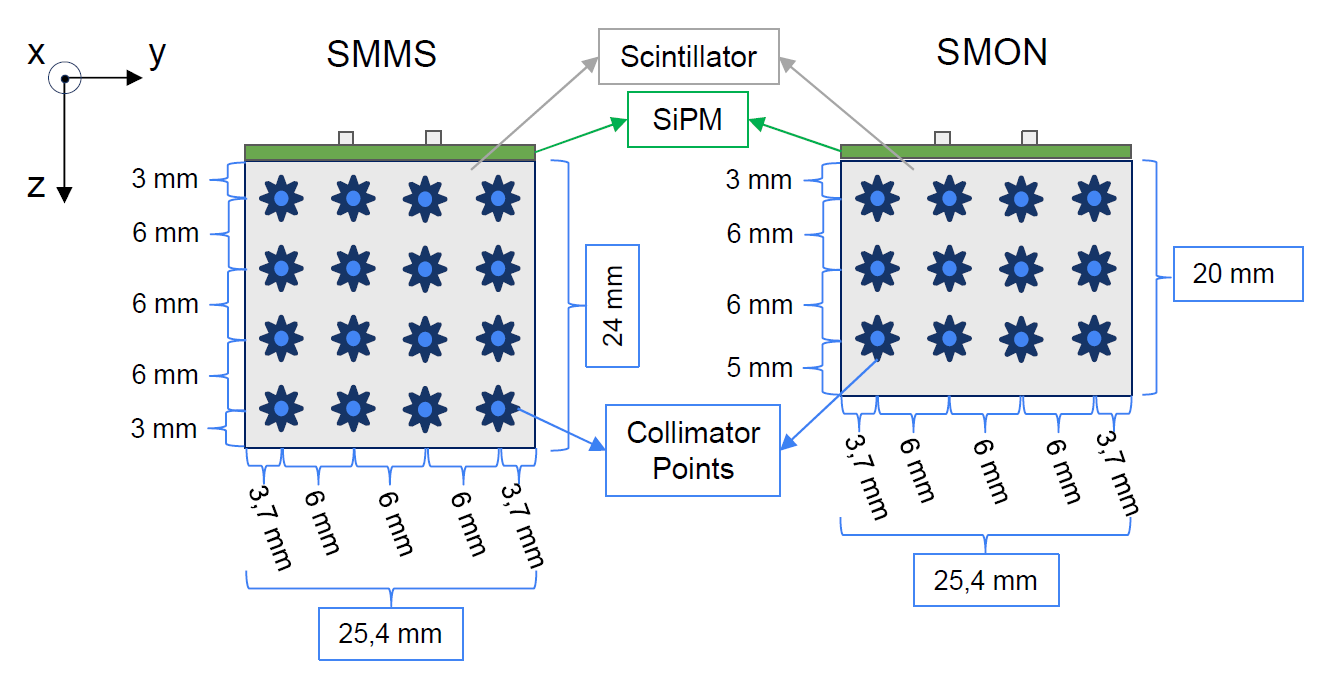 x
y
z
SMMS
Scintillator
SiPM
SMON
3 mm
6 mm
6 mm
6 mm
3 mm
24 mm
3,7 mm
6 mm
6 mm
6 mm
3,7 mm
25,4 mm
Collimator
Points
3 mm
6 mm
6 mm
5 mm
20 mm
3,7 mm
6 mm
6 mm
6 mm
3,7 mm
25,4 mm